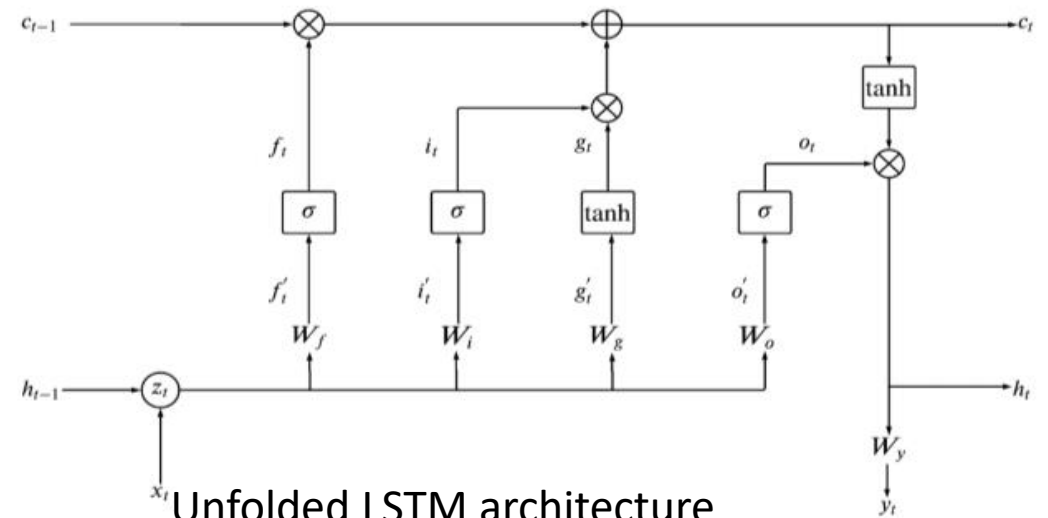 c_{t-1} c_t
tanh
f_t i_t g_t o_t
σ σ tanh σ
f'_t i'_t g'_t o'_t
W_f W_i W_g W_o
h_{t-1} z_t h_t
W_y
x_t Unfolded LSTM architecture
y_t